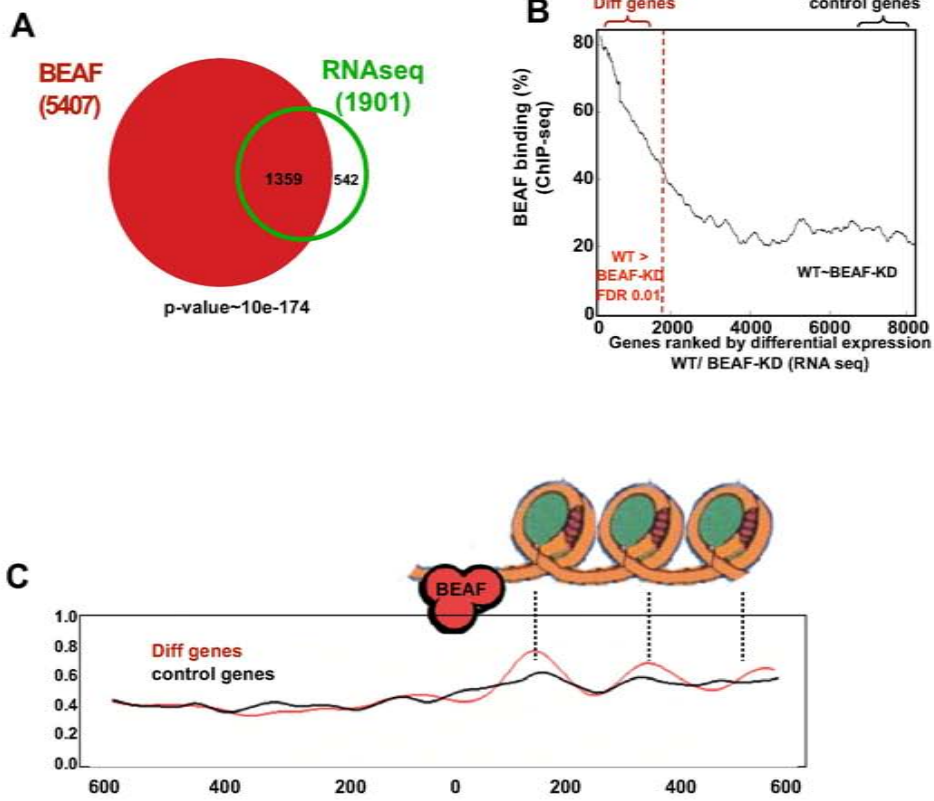 A
BEAF
(5407)
RNAseq
(1901)
1359
542
p-value~10e-174
B
Diff genes
control genes
BEAF binding (%)
(ChIP-seq)
80
60
40
20
0
WT >
BEAF-KD
FDR 0.01
WT~BEAF-KD
0 2000 4000 6000 8000
Genes ranked by differential expression
WT/ BEAF-KD (RNA seq)
C
BEAF
1.0
0.8
0.6
0.4
0.2
0.0
Diff genes
control genes
600 400 200 0 200 400 600